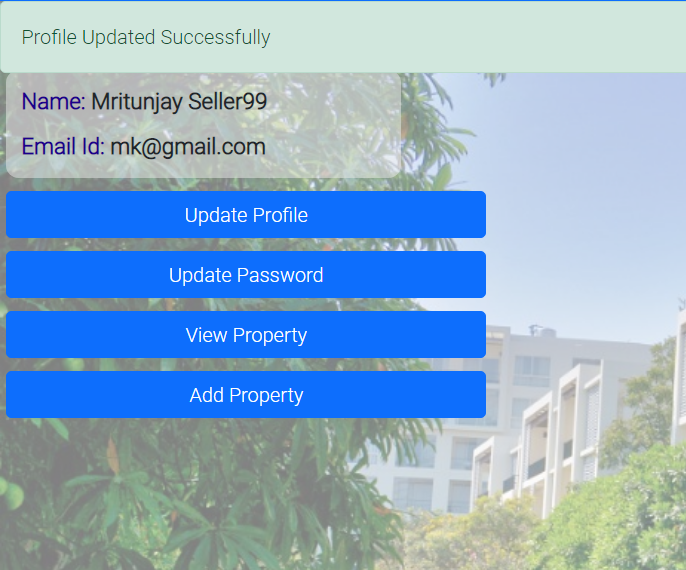 Profile Updated Successfully
Name: Mritunjay Seller99
Email Id: mk@gmail.com
Update Profile
Update Password
View Property
Add Property